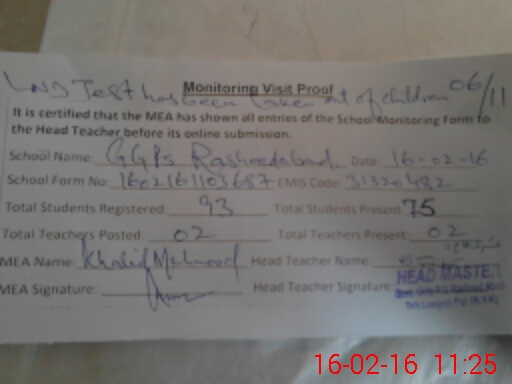 Monitoring Visit Proof
LND Test has been taken out of children 06/11
It is certified that the MEA has shown all entries of the School Monitoring Form to
the Head Teacher before its online submission.
School Name: GGPS Rasheedabad Date: 16-02-16
School Form No: 1602161103687 EMIS Code: 31320482
Total Students Registered: 93 Total Students Present: 75
Total Teachers Posted: 02 Total Teachers Present: 02
MEA Name: Khalid Mehmood Head Teacher Name:
MEA Signature: Head Teacher Signature
HEAD MASTER
16-02-16 11:25